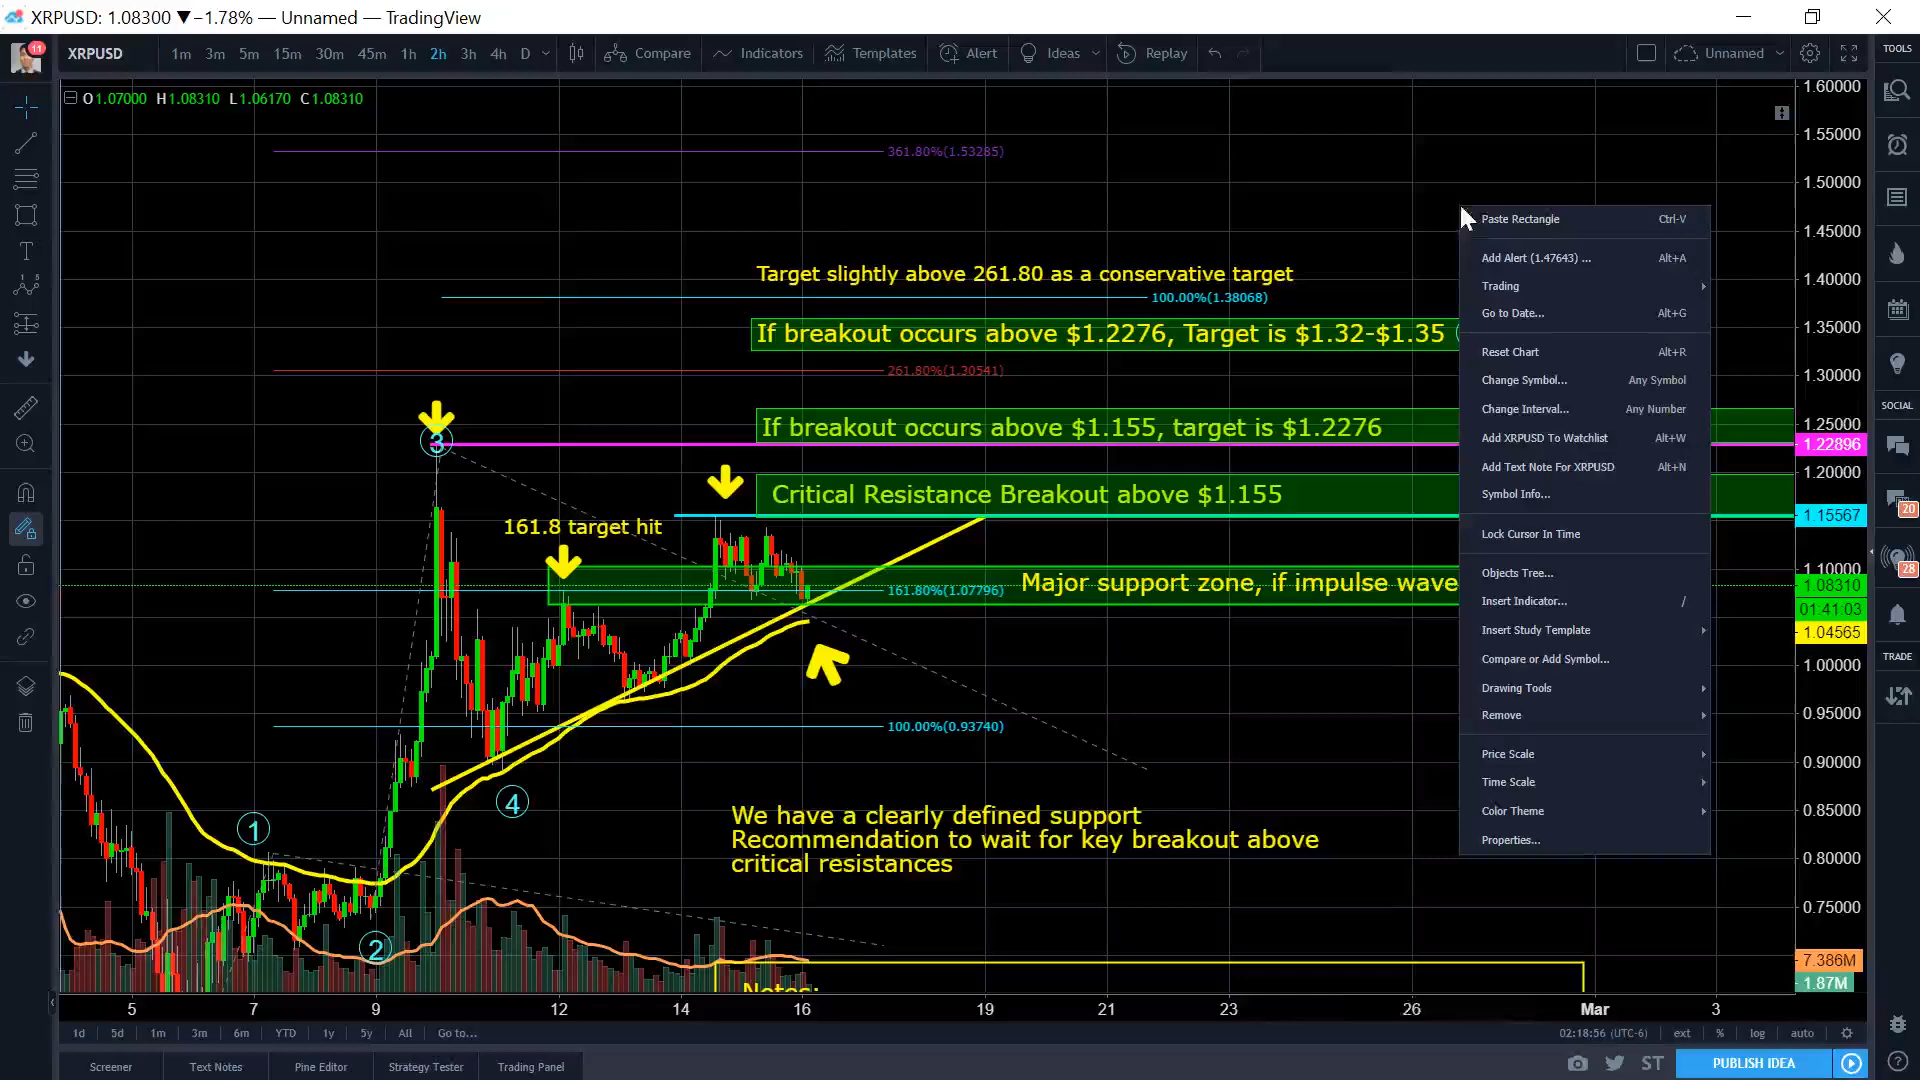 XRPUSD: 1.08300 ▼−1.78% — Unnamed — TradingView
11
XRPUSD 1m 3m 5m 15m 30m 45m 1h 2h 3h 4h D Compare Indicators Templates Alert Ideas Replay Unnamed
TOOLS
O1.07000 H1.08310 L1.06170 C1.08310
1.60000
1.55000
361.80%(1.53285)
1.50000
Paste Rectangle Ctrl-V
1.45000
Add Alert (1.47643) ... Alt+A
Target slightly above 261.80 as a conservative target
1.40000
Trading
100.00%(1.38068)
Go to Date... Alt+G
If breakout occurs above $1.2276, Target is $1.32-$1.35 (
1.35000
Reset Chart Alt+R
261.80%(1.30541)
1.30000
Change Symbol... Any Symbol
SOCIAL
Change Interval... Any Number
If breakout occurs above $1.155, target is $1.2276
1.25000
3
Add XRPUSD To Watchlist Alt+W
1.22896
Add Text Note For XRPUSD Alt+N
1.20000
Critical Resistance Breakout above $1.155
Symbol Info...
20
1.15567
161.8 target hit
Lock Cursor In Time
28
1.10000
Objects Tree...
Major support zone, if impulse wave
161.80%(1.07796)
1.08310
Insert Indicator... /
01:41:03
Insert Study Template
1.04565
Compare or Add Symbol...
TRADE
1.00000
Drawing Tools
Remove
0.95000
100.00%(0.93740)
Price Scale
0.90000
Time Scale
4
Color Theme
0.85000
1
We have a clearly defined support
Recommendation to wait for key breakout above
critical resistances
Properties...
0.80000
0.75000
2
7.386M
Notes:
1.87M
5 7 9 12 14 16 19 21 23 26 Mar 3
1d 5d 1m 3m 6m YTD 1y 5y All Go to... 02:18:56 (UTC-6) ext % log auto
Screener Text Notes Pine Editor Strategy Tester Trading Panel ST PUBLISH IDEA